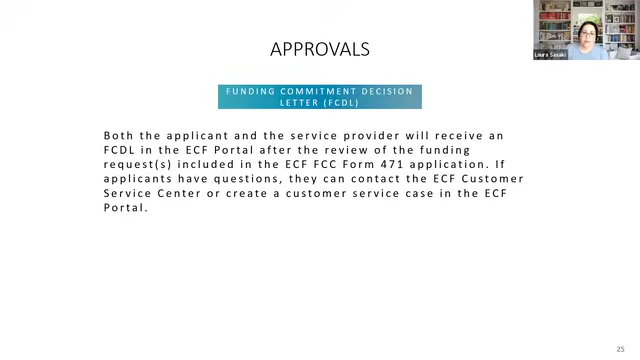 APPROVALS
Laura Sasaki
FUNDING COMMITMENT DECISION
LETTER (FCDL)
Both the applicant and the service provider will receive an
FCDL in the ECF Portal after the review of the funding
request(s) included in the ECF FCC Form 471 application. If
applicants have questions, they can contact the ECF Customer
Service Center or create a customer service case in the ECF
Portal.
25